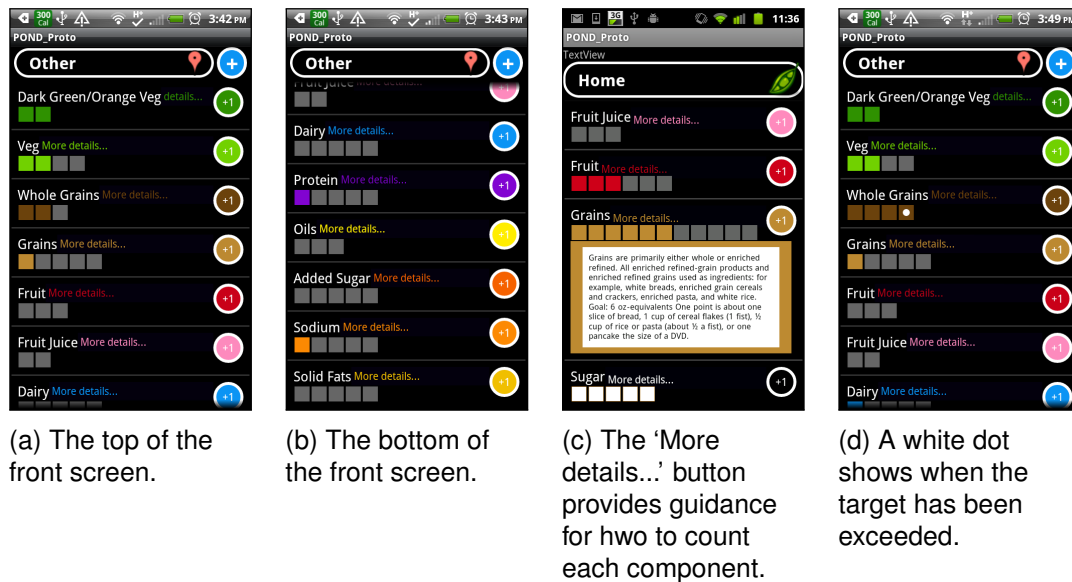 300 Cal H+ 3:42 PM
POND_Proto
Other +
Dark Green/Orange Veg details... +1
Veg More details... +1
Whole Grains More details... +1
Grains More details... +1
Fruit More details... +1
Fruit Juice More details... +1
Dairy More details... +1
(a) The top of the
front screen.
300 Cal H+ 3:43 PM
POND_Proto
Other +
Fruit Juice More details...
Dairy More details... +1
Protein More details... +1
Oils More details... +1
Added Sugar More details... +1
Sodium More details... +1
Solid Fats More details... +1
(b) The bottom of
the front screen.
3G 11:36
POND_Proto
TextView
Home
Fruit Juice More details... +1
Fruit More details... +1
Grains More details... +1
Grains are primarily either whole or enriched
refined. All enriched refined-grain products and
enriched refined grains used as ingredients: for
example, white breads, enriched grain cereals
and crackers, enriched pasta, and white rice.
Goal: 6 oz-equivalents One point is about one
slice of bread, 1 cup of cereal flakes (1 fist), ½
cup of rice or pasta (about ½ a fist), or one
pancake the size of a DVD.
Sugar More details... +1
(c) The ‘More
details...’ button
provides guidance
for hwo to count
each component.
300 Cal H+ 3:49 PM
POND_Proto
Other +
Dark Green/Orange Veg details... +1
Veg More details... +1
Whole Grains More details... +1
Grains More details... +1
Fruit More details... +1
Fruit Juice More details... +1
Dairy More details... +1
(d) A white dot
shows when the
target has been
exceeded.